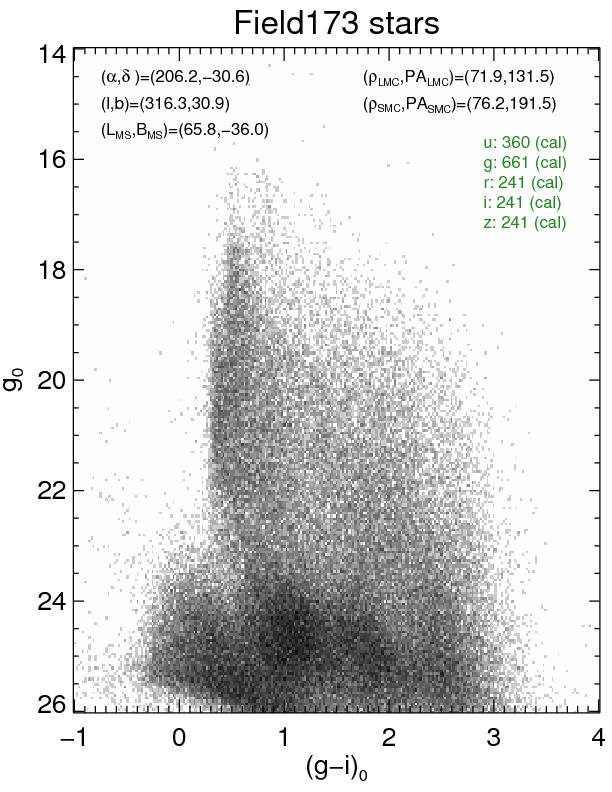 Field173 stars
14
(α,δ )=(206.2,−30.6)
(ρLMC,PALMC)=(71.9,131.5)
(l,b)=(316.3,30.9)
(ρSMC,PASMC)=(76.2,191.5)
(LMS,BMS)=(65.8,−36.0)
u: 360 (cal)
16
g: 661 (cal)
r: 241 (cal)
i: 241 (cal)
z: 241 (cal)
18
g0
20
22
24
26
−1 0 1 2 3 4
(g−i)0